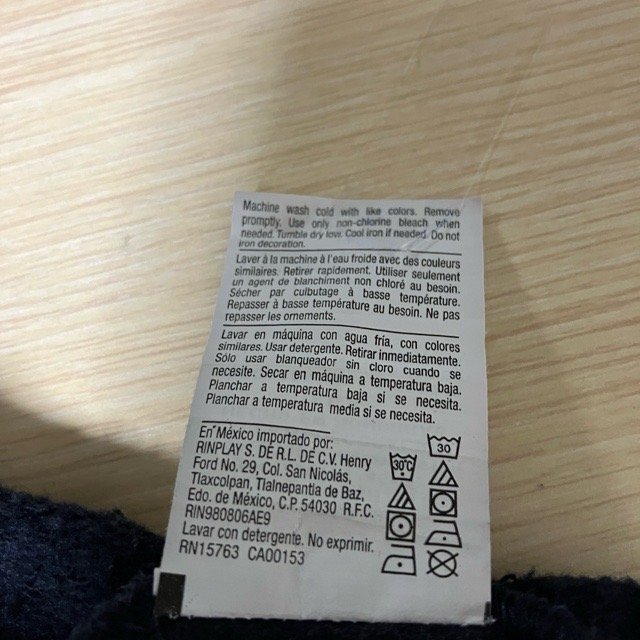 Machine wash cold with like colors. Remove
promptly. Use only non-chlorine bleach when
needed. Tumble dry low. Cool iron if needed. Do not
iron decoration.
Laver à la machine à l'eau froide avec des couleurs
similaires. Retirer rapidement. Utiliser seulement
un agent de blanchiment non chloré au besoin.
Sécher par culbutage à basse température.
Repasser à basse température au besoin. Ne pas
repasser les ornements.
Lavar en máquina con agua fría, con colores
similares. Usar detergente. Retirar inmediatamente.
Sólo usar blanqueador sin cloro cuando se
necesite. Secar en máquina a temperatura baja.
Planchar a temperatura baja si se necesita.
Planchar a temperatura media si se necesita.
En México importado por:
RINPLAY S. DE R.L. DE C.V. Henry
Ford No. 29, Col. San Nicolás,
Tlaxcolpan, Tlalnepantla de Baz,
Edo. de México, C.P. 54030 R.F.C.
RIN980806AE9
Lavar con detergente. No exprimir.
RN15763 CA00153
30°C
30